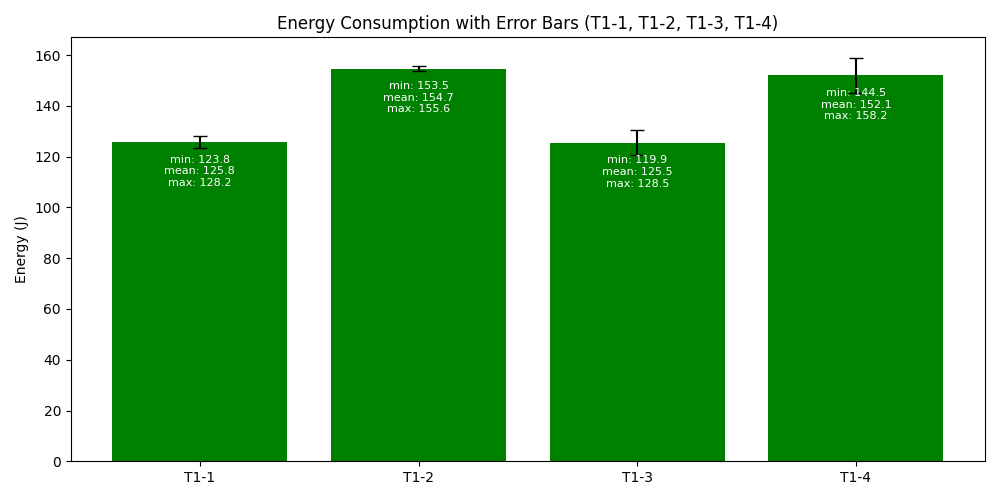 Energy Consumption with Error Bars (T1-1, T1-2, T1-3, T1-4)
Energy (J)
160
140
120
100
80
60
40
20
0
min: 123.8
mean: 125.8
max: 128.2
min: 153.5
mean: 154.7
max: 155.6
min: 119.9
mean: 125.5
max: 128.5
min: 144.5
mean: 152.1
max: 158.2
T1-1
T1-2
T1-3
T1-4